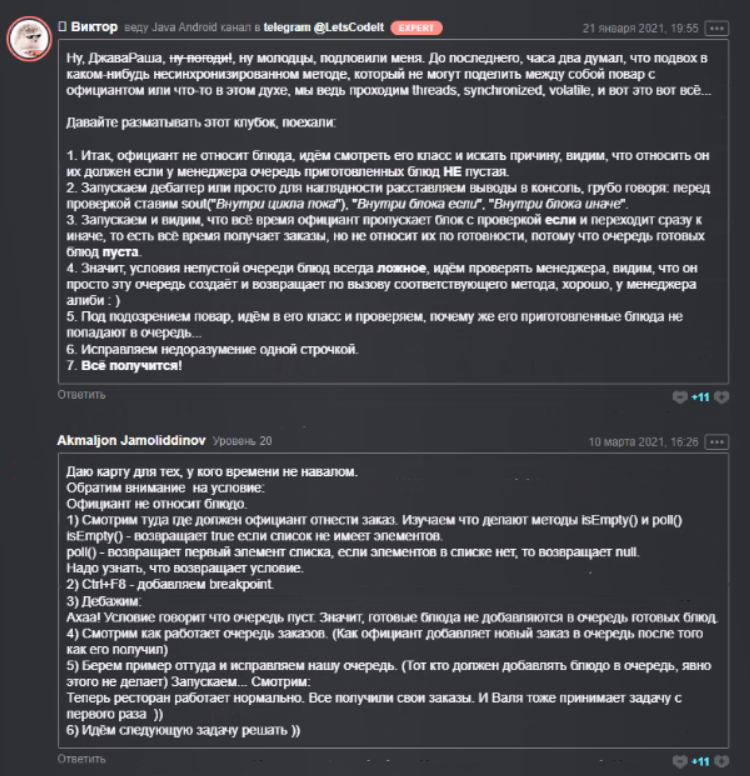 Виктор веду Java Android канал в telegram @LetsCodeIt EXPERT 21 января 2021, 19:55
Ну, ДжаваРаша, ну погоди!, ну молодцы, подловили меня. До последнего, часа два думал, что подвох в
каком-нибудь несинхронизированном методе, который не могут поделить между собой повар с
официантом или что-то в этом духе, мы ведь проходим threads, synchronized, volatile, и вот это вот всё...
Давайте разматывать этот клубок, поехали:
1. Итак, официант не относит блюда, идём смотреть его класс и искать причину, видим, что относить он
их должен если у менеджера очередь приготовленных блюд НЕ пустая.
2. Запускаем дебаггер или просто для наглядности расставляем выводы в консоль, грубо говоря: перед
проверкой ставим sout("Внутри цикла пока"), "Внутри блока если", "Внутри блока иначе".
3. Запускаем и видим, что всё время официант пропускает блок с проверкой если и переходит сразу к
иначе, то есть всё время получает заказы, но не относит их по готовности, потому что очередь готовых
блюд пуста.
4. Значит, условия непустой очереди блюд всегда ложное, идём проверять менеджера, видим, что он
просто эту очередь создаёт и возвращает по вызову соответствующего метода, хорошо, у менеджера
алиби : )
5. Под подозрением повар, идём в его класс и проверяем, почему же его приготовленные блюда не
попадают в очередь...
6. Исправляем недоразумение одной строчкой.
7. Всё получится!
Ответить +11
Akmaljon Jamoliddinov Уровень 20 10 марта 2021, 16:26
Даю карту для тех, у кого времени не навалом.
Обратим внимание на условие:
Официант не относит блюдо.
1) Смотрим туда где должен официант отнести заказ. Изучаем что делают методы isEmpty() и poll()
isEmpty() - возвращает true если список не имеет элементов.
poll() - возвращает первый элемент списка, если элементов в списке нет, то возвращает null.
Надо узнать, что возвращает условие.
2) Ctrl+F8 - добавляем breakpoint.
3) Дебажим:
Ахаа! Условие говорит что очередь пуст. Значит, готовые блюда не добавляются в очередь готовых блюд.
4) Смотрим как работает очередь заказов. (Как официант добавляет новый заказ в очередь после того
как его получил)
5) Берем пример оттуда и исправляем нашу очередь. (Тот кто должен добавлять блюдо в очередь, явно
этого не делает) Запускаем... Смотрим:
Теперь ресторан работает нормально. Все получили свои заказы. И Валя тоже принимает задачу с
первого раза ))
6) Идём следующую задачу решать ))
Ответить +11